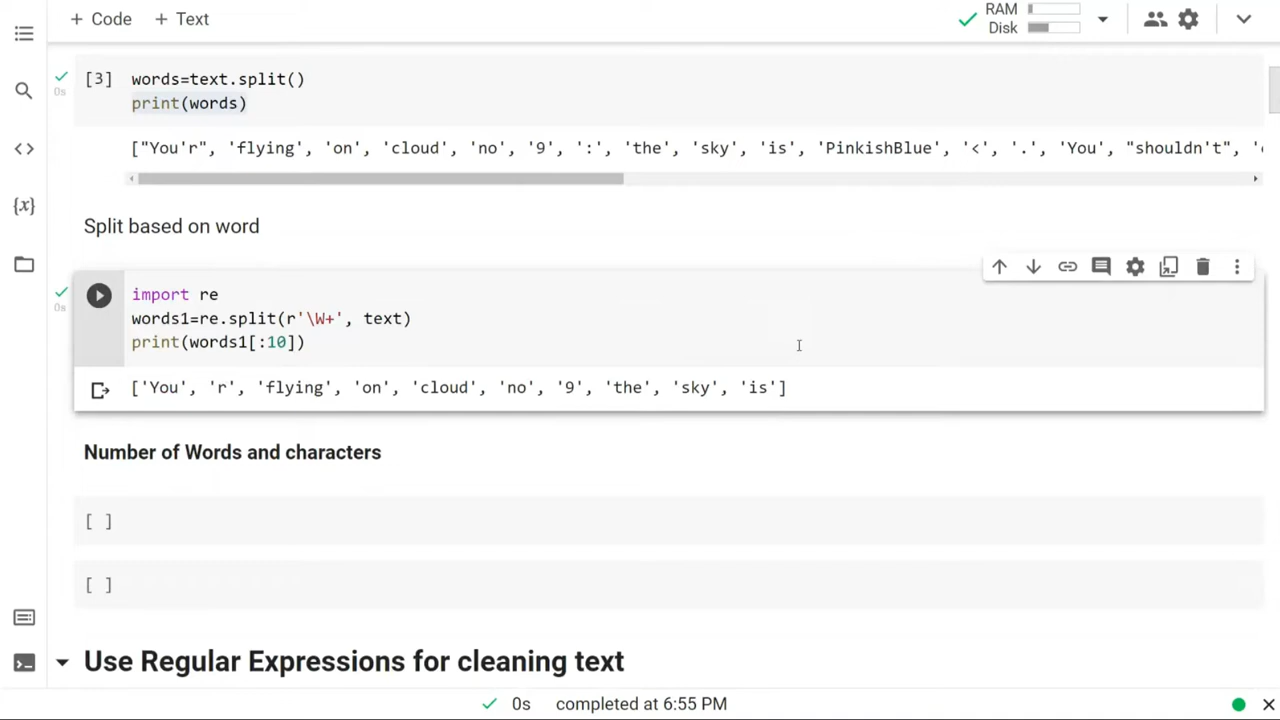 + Code + Text
RAM
Disk
[3] words=text.split()
print(words)
0s
["You'r", 'flying', 'on', 'cloud', 'no', '9', ':', 'the', 'sky', 'is', 'PinkishBlue', '<', '.', 'You', "shouldn't",
Split based on word
import re
0s
words1=re.split(r'\W+', text)
print(words1[:10])
['You', 'r', 'flying', 'on', 'cloud', 'no', '9', 'the', 'sky', 'is']
Number of Words and characters
[ ]
[ ]
Use Regular Expressions for cleaning text
0s completed at 6:55 PM